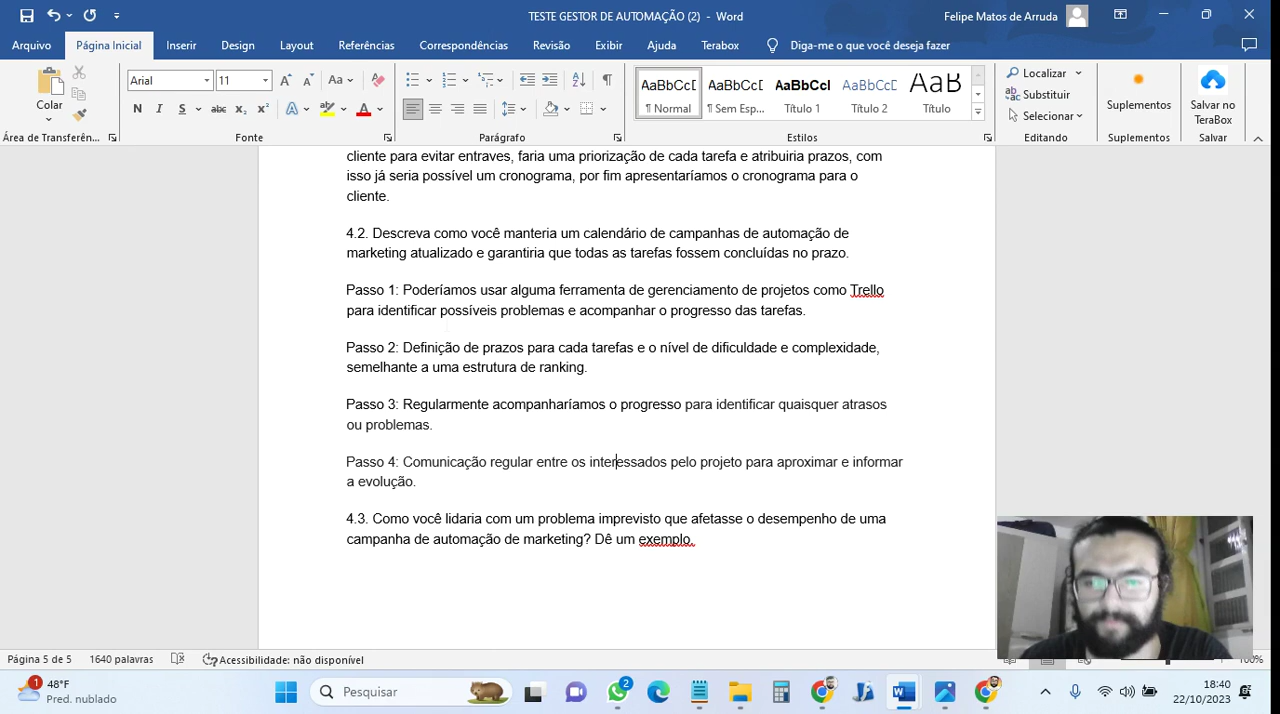 TESTE GESTOR DE AUTOMAÇÃO (2) - Word
Felipe Matos de Arruda
Arquivo Página Inicial Inserir Design Layout Referências Correspondências Revisão Exibir Ajuda Terabox Diga-me o que você deseja fazer
Colar
Arial 11
N I S abc x₂ x²
Aa
AaBbCcD AaBbCcD AaBbCcI AaBbCcD AaB
¶ Normal ¶ Sem Esp... Título 1 Título 2 Título
Localizar
Substituir
Selecionar
Suplementos
Salvar no
TeraBox
Área de Transferên... Fonte Parágrafo Estilos Editando Suplementos Salvar
cliente para evitar entraves, faria uma priorização de cada tarefa e atribuiria prazos, com
isso já seria possível um cronograma, por fim apresentaríamos o cronograma para o
cliente.
4.2. Descreva como você manteria um calendário de campanhas de automação de
marketing atualizado e garantiria que todas as tarefas fossem concluídas no prazo.
Passo 1: Poderíamos usar alguma ferramenta de gerenciamento de projetos como Trello
para identificar possíveis problemas e acompanhar o progresso das tarefas.
Passo 2: Definição de prazos para cada tarefas e o nível de dificuldade e complexidade,
semelhante a uma estrutura de ranking.
Passo 3: Regularmente acompanharíamos o progresso para identificar quaisquer atrasos
ou problemas.
Passo 4: Comunicação regular entre os interessados pelo projeto para aproximar e informar
a evolução.
4.3. Como você lidaria com um problema imprevisto que afetasse o desempenho de uma
campanha de automação de marketing? Dê um exemplo.
Página 5 de 5 1640 palavras Acessibilidade: não disponível 100%
1 48°F
Pred. nublado
Pesquisar
2
18:40
22/10/2023